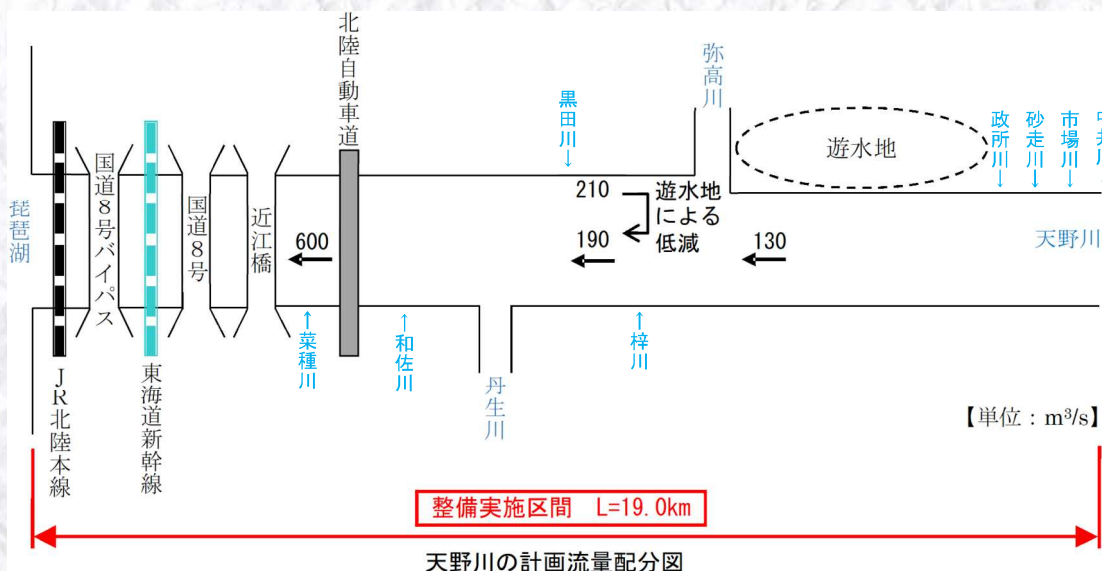 琵琶湖
JR北陸本線
国道8号バイパス
東海道新幹線
国道8号
近江橋
北陸自動車道
600
←菜種川
←和佐川
黒田川→
210
190
遊水地
による
低減
丹生川
弥高川
←梓川
130
遊水地
政所川→
砂走川→
市場川→
天野川
【単位：m³/s】
整備実施区間 L=19.0km
天野川の計画流量配分図